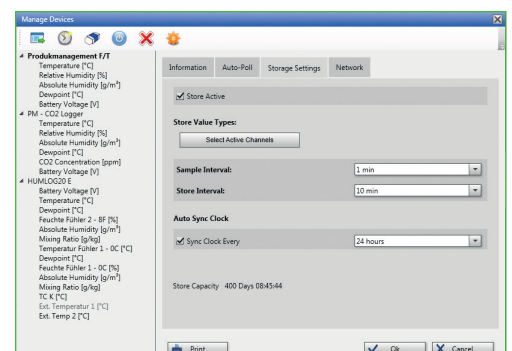 Manage Devices
Produkmanagement F/T
Temperature [°C]
Relative Humidity [%]
Absolute Humidity [g/m³]
Dewpoint [°C]
Battery Voltage [V]
PM - CO2 Logger
Temperature [°C]
Relative Humidity [%]
Absolute Humidity [g/m³]
Dewpoint [°C]
CO2 Concentration [ppm]
Battery Voltage [V]
HUMLOG20 E
Battery Voltage [V]
Temperature [°C]
Dewpoint [°C]
Feuchte Fühler 2 - 8F [%]
Absolute Humidity [g/m³]
Mixing Ratio [g/kg]
Temperatur Fühler 1 - 0C [°C]
Dewpoint [°C]
Feuchte Fühler 1 - 0C [%]
Absolute Humidity [g/m³]
Mixing Ratio [g/kg]
TC K [°C]
Ext. Temperatur 1 [°C]
Ext. Temp 2 [°C]
Information Auto-Poll Storage Settings Network
Store Active
Store Value Types:
Select Active Channels
Sample Interval: 1 min
Store Interval: 10 min
Auto Sync Clock
Sync Clock Every 24 hours
Store Capacity 400 Days 08:45:44
Print Ok Cancel